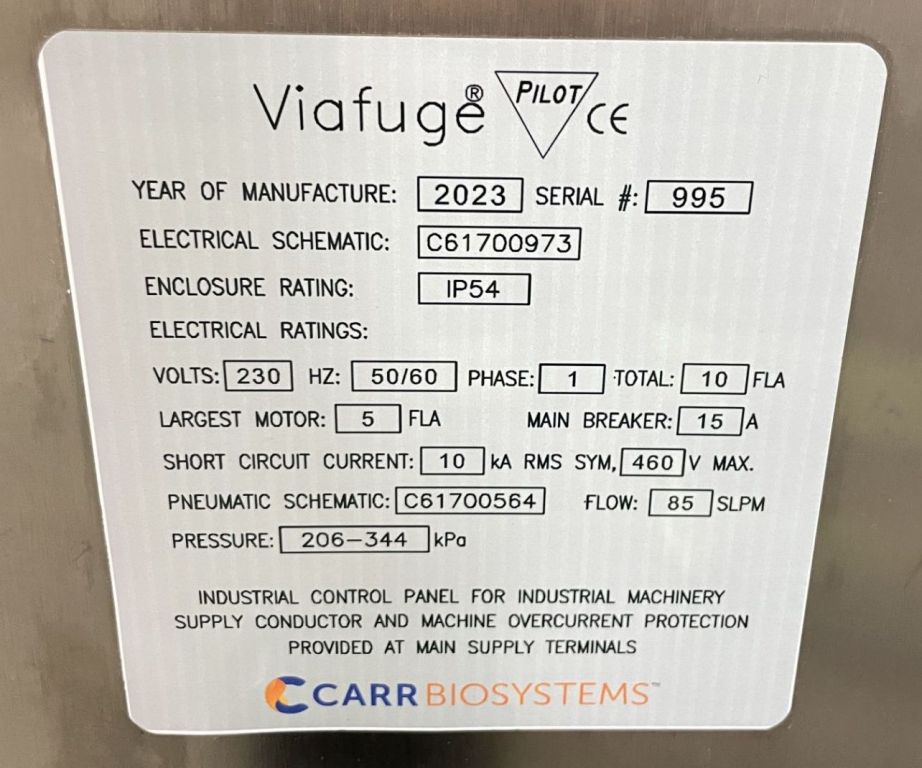 Viafuge® PILOT CE
YEAR OF MANUFACTURE: 2023 SERIAL #: 995
ELECTRICAL SCHEMATIC: C61700973
ENCLOSURE RATING: IP54
ELECTRICAL RATINGS:
VOLTS: 230 HZ: 50/60 PHASE: 1 TOTAL: 10 FLA
LARGEST MOTOR: 5 FLA MAIN BREAKER: 15 A
SHORT CIRCUIT CURRENT: 10 kA RMS SYM, 460 V MAX.
PNEUMATIC SCHEMATIC: C61700564 FLOW: 85 SLPM
PRESSURE: 206-344 kPa
INDUSTRIAL CONTROL PANEL FOR INDUSTRIAL MACHINERY
SUPPLY CONDUCTOR AND MACHINE OVERCURRENT PROTECTION
PROVIDED AT MAIN SUPPLY TERMINALS
CARR BIOSYSTEMS™